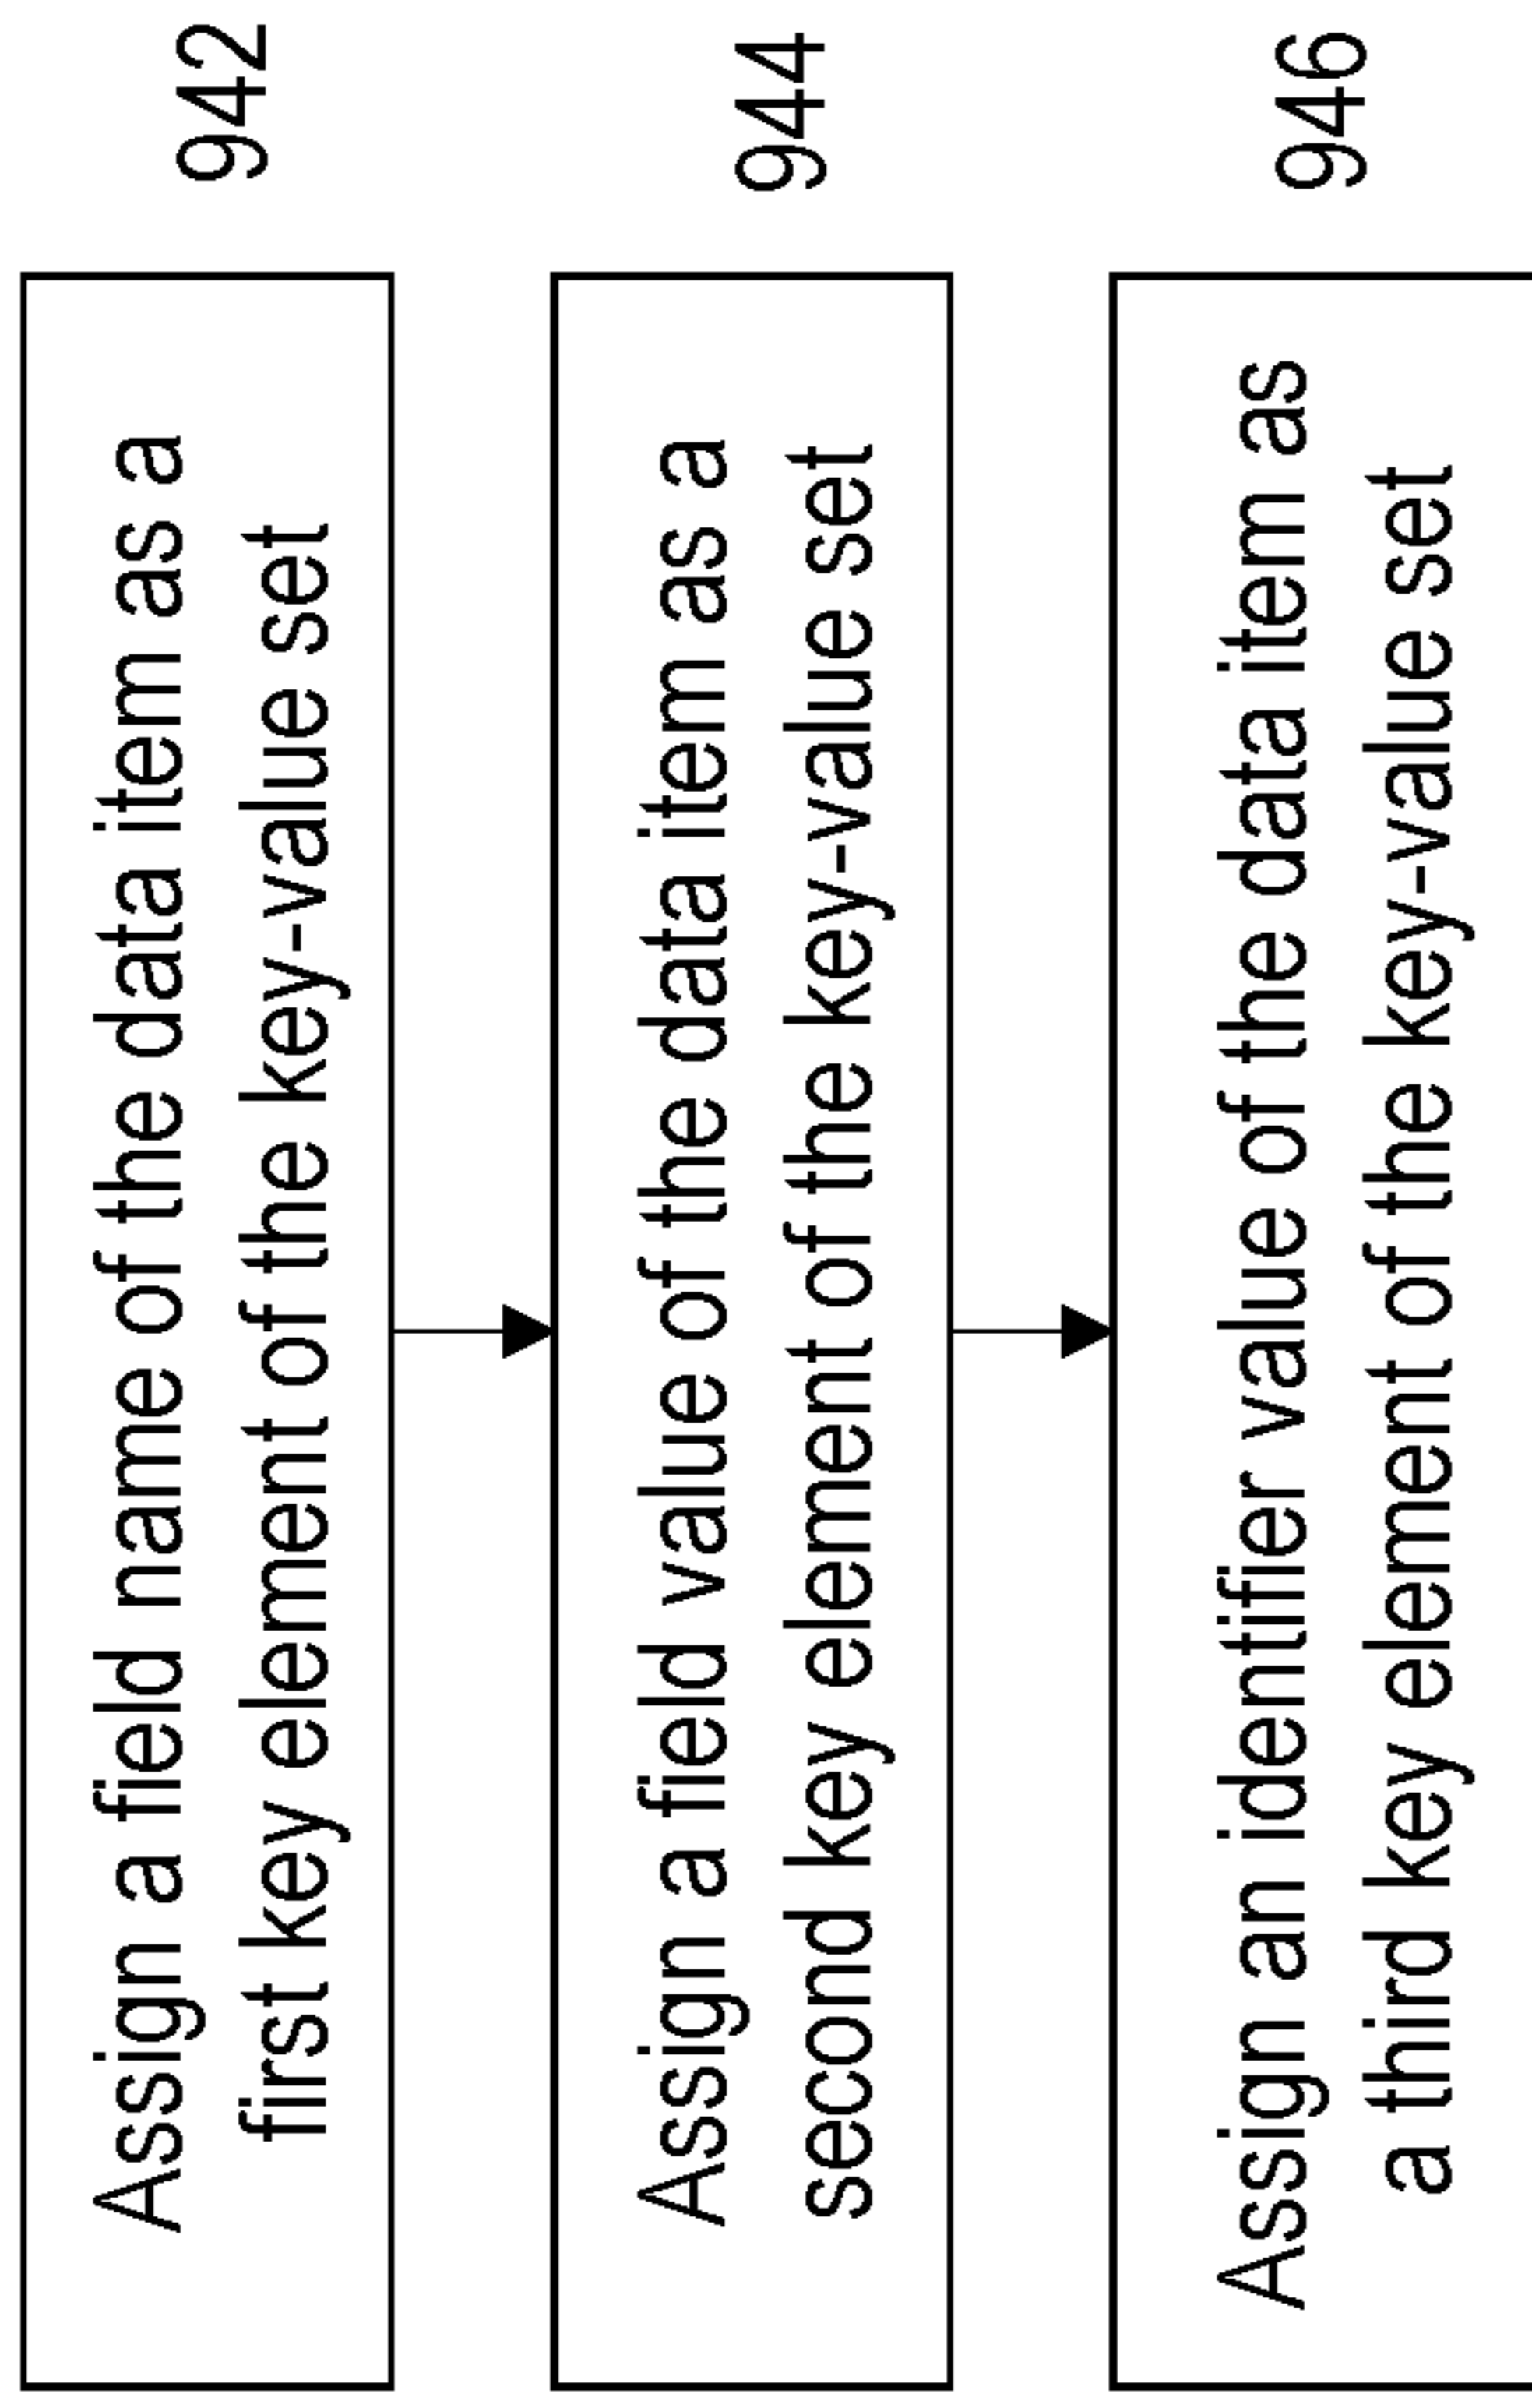 Assign a field name of the data item as a
first key element of the key-value set
942
Assign a field value of the data item as a
second key element of the key-value set
944
Assign an identifier value of the data item as
a third key element of the key-value set
946